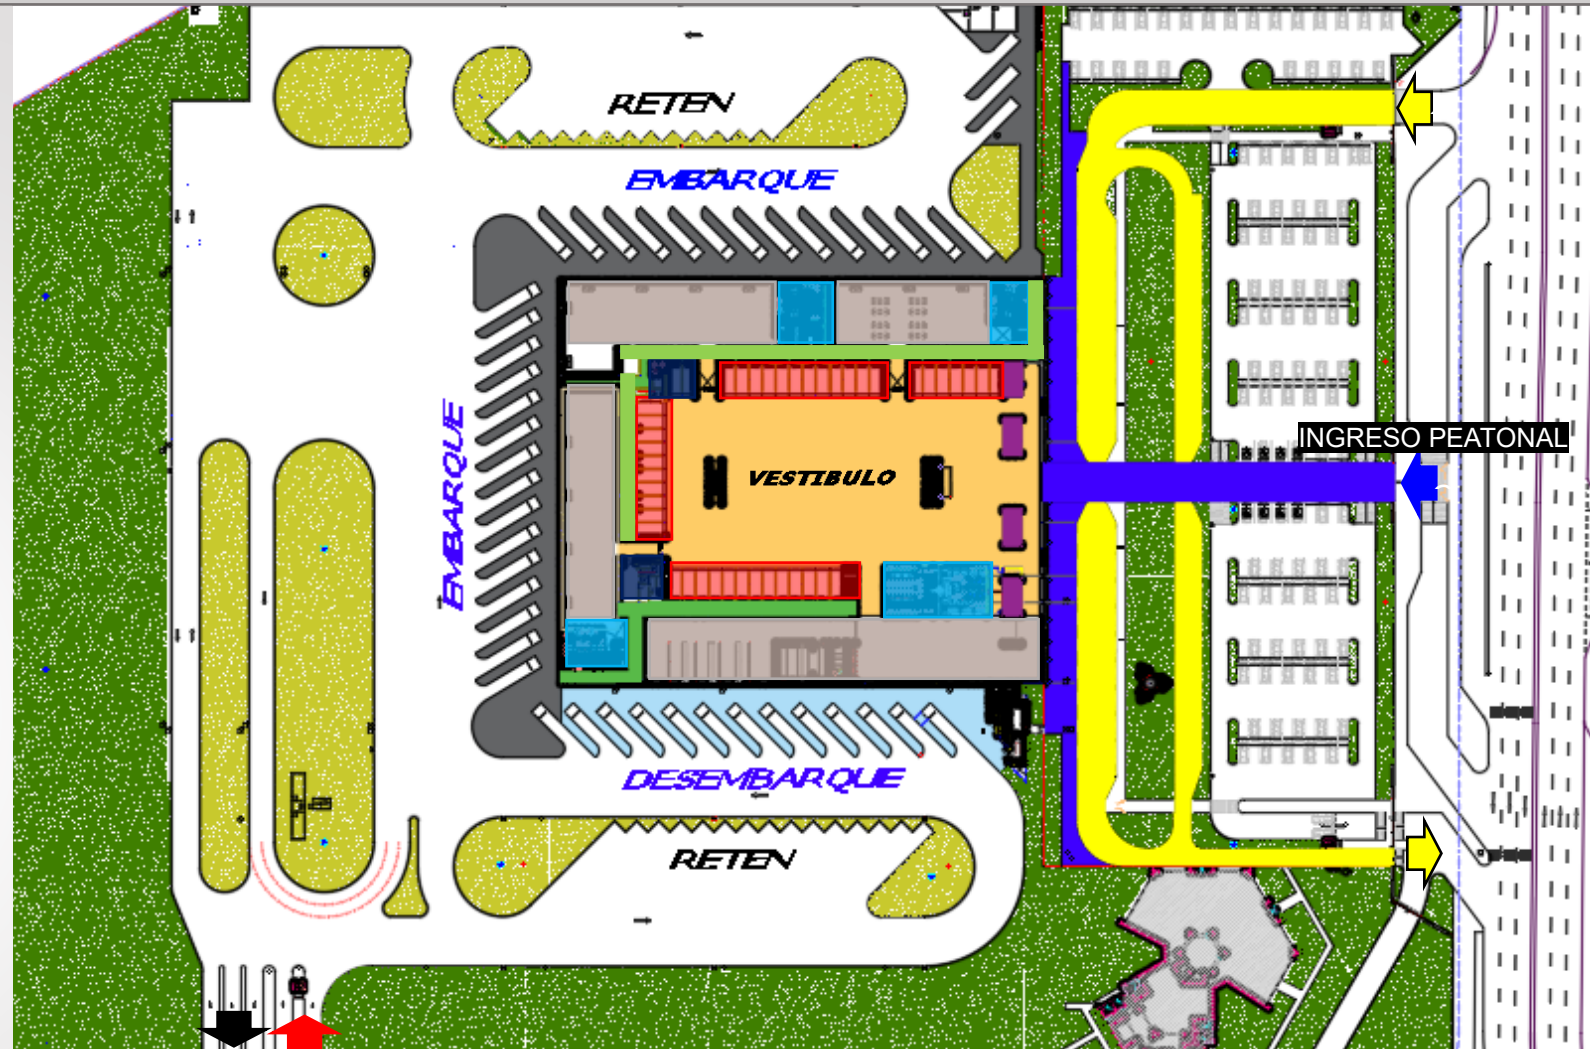 RETEN
EMBARQUE
INGRESO PEATONAL
EMBARQUE
VESTIBULO
DESEMBARQUE
RETEN